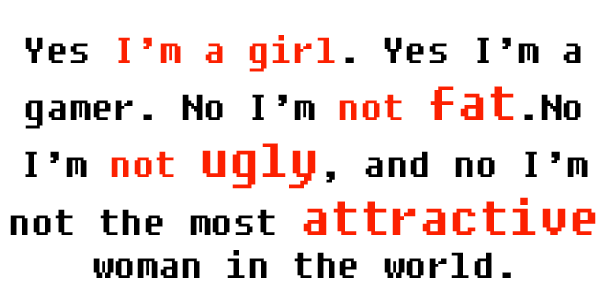 Yes I'm a girl. Yes I'm a
gamer. No I'm not fat.No
I'm not ugly, and no I'm
not the most attractive
woman in the world.